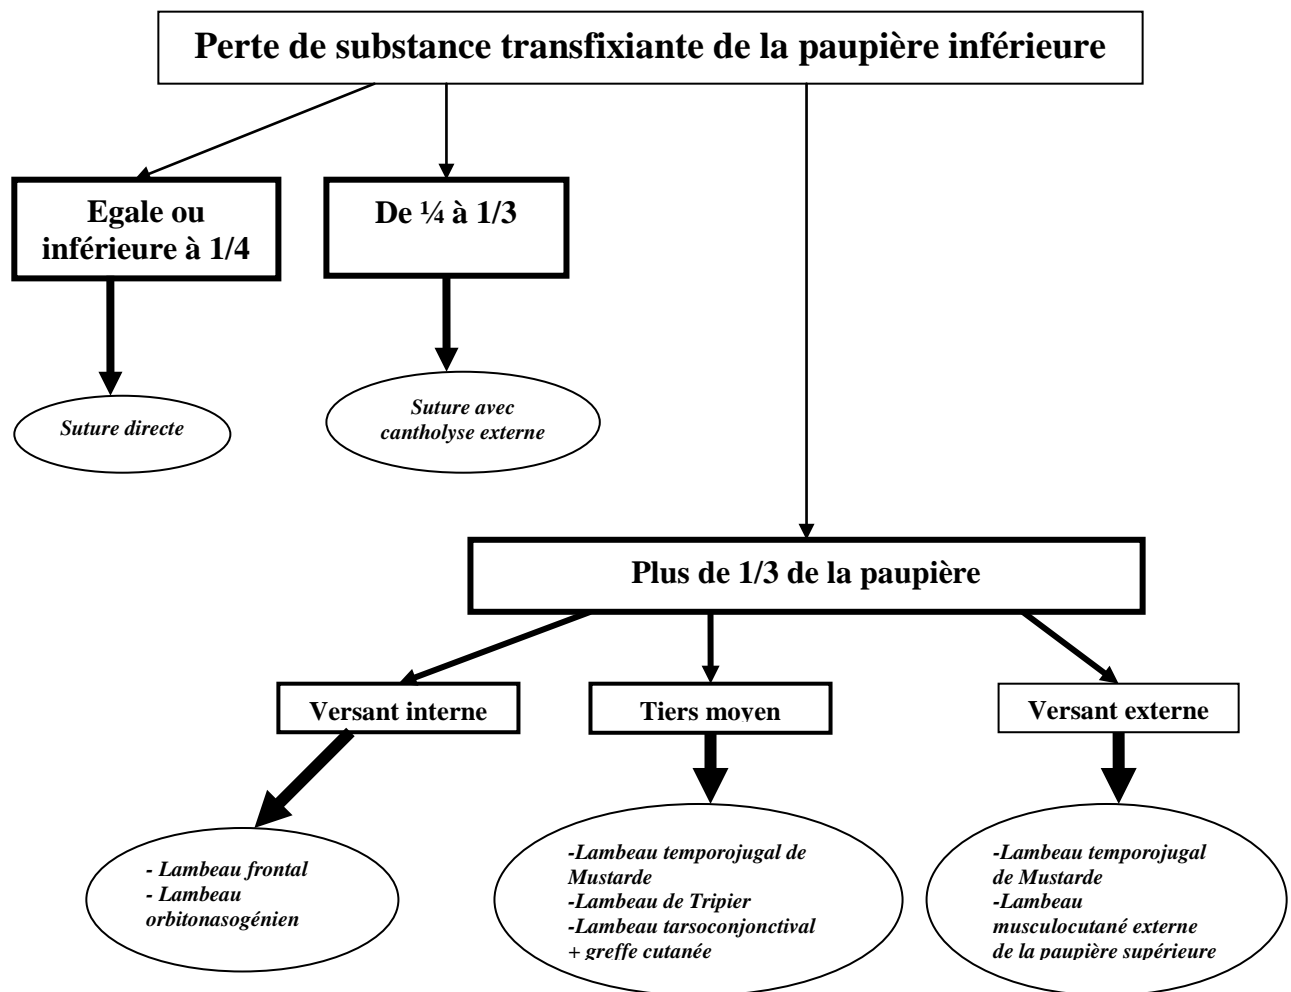 Perte de substance transfixiante de la paupière inférieure
Egale ou
inférieure à 1/4
De ¼ à 1/3
Suture directe
Suture avec
cantholyse externe
Plus de 1/3 de la paupière
Versant interne
Tiers moyen
Versant externe
- Lambeau frontal
- Lambeau
orbitonasogénien
-Lambeau temporojugal de
Mustarde
-Lambeau de Tripier
-Lambeau tarsoconjonctival
+ greffe cutanée
-Lambeau temporojugal
de Mustarde
-Lambeau
musculocutané externe
de la paupière supérieure